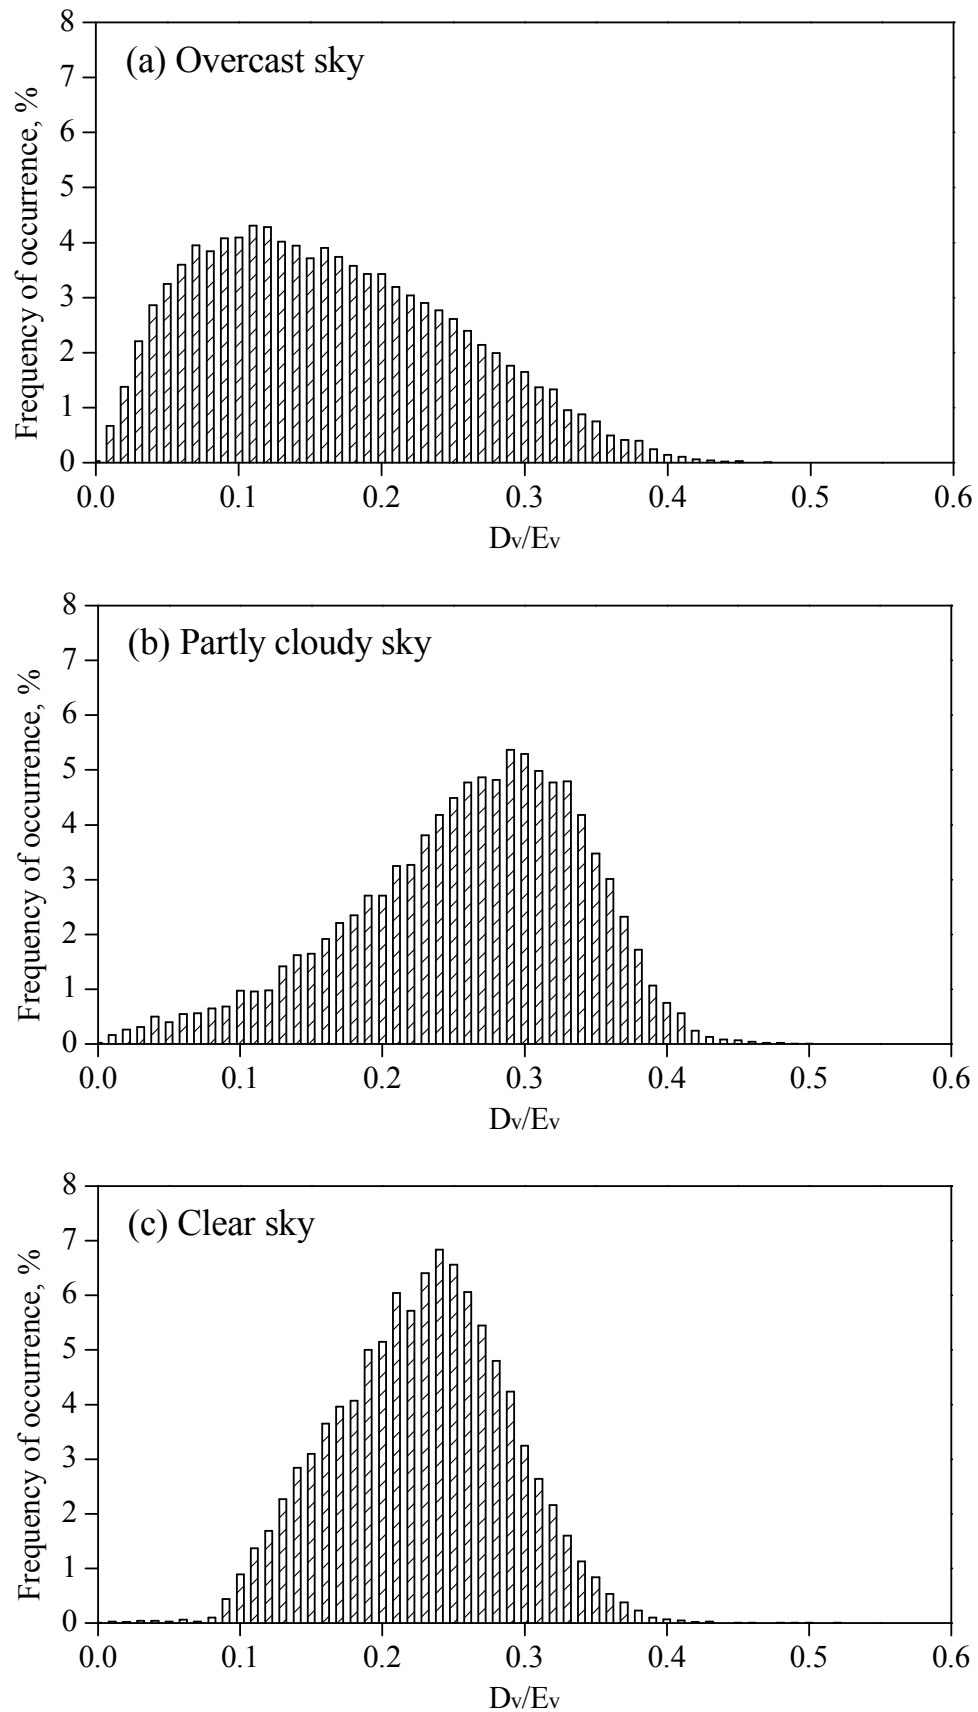 (a) Overcast sky
Frequency of occurrence, %
8
7
6
5
4
3
2
1
0
0.0 0.1 0.2 0.3 0.4 0.5 0.6
Dv/Ev
(b) Partly cloudy sky
Frequency of occurrence, %
8
7
6
5
4
3
2
1
0
0.0 0.1 0.2 0.3 0.4 0.5 0.6
Dv/Ev
(c) Clear sky
Frequency of occurrence, %
8
7
6
5
4
3
2
1
0
0.0 0.1 0.2 0.3 0.4 0.5 0.6
Dv/Ev